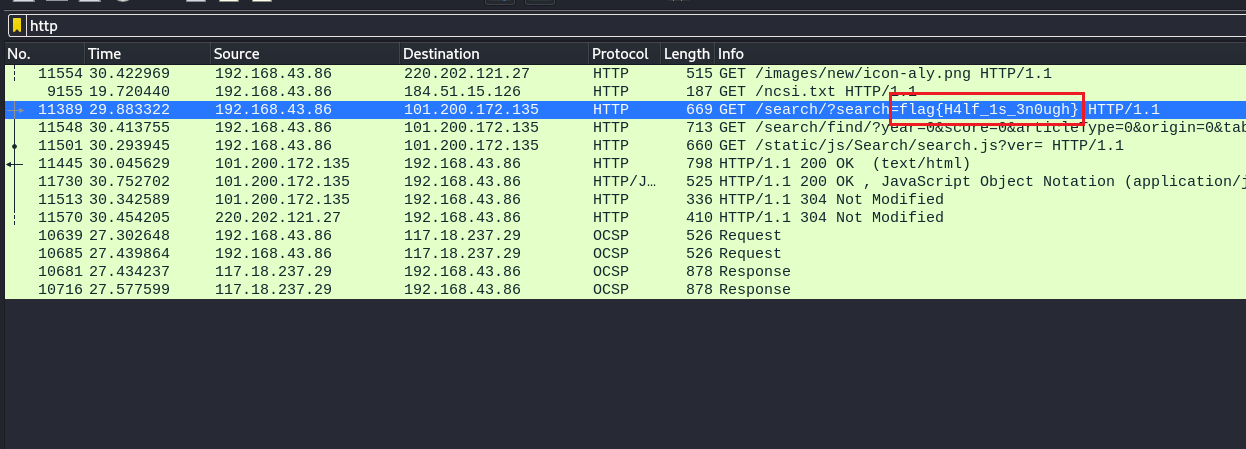 http
No. Time Source Destination Protocol Length Info
11554 30.422969 192.168.43.86 220.202.121.27 HTTP 515 GET /images/new/icon-aly.png HTTP/1.1
9155 19.720440 192.168.43.86 184.51.15.126 HTTP 187 GET /ncsi.txt HTTP/1.1
11389 29.883322 192.168.43.86 101.200.172.135 HTTP 669 GET /search/?search=flag{H4lf_1s_3n0ugh} HTTP/1.1
11548 30.413755 192.168.43.86 101.200.172.135 HTTP 713 GET /search/find/?year=0&score=0&articleType=0&origin=0&tab
11501 30.293945 192.168.43.86 101.200.172.135 HTTP 660 GET /static/js/Search/search.js?ver= HTTP/1.1
11445 30.045629 101.200.172.135 192.168.43.86 HTTP 798 HTTP/1.1 200 OK (text/html)
11730 30.752702 101.200.172.135 192.168.43.86 HTTP/J… 525 HTTP/1.1 200 OK , JavaScript Object Notation (application/j
11513 30.342589 101.200.172.135 192.168.43.86 HTTP 336 HTTP/1.1 304 Not Modified
11570 30.454205 220.202.121.27 192.168.43.86 HTTP 410 HTTP/1.1 304 Not Modified
10639 27.302648 192.168.43.86 117.18.237.29 OCSP 526 Request
10685 27.439864 192.168.43.86 117.18.237.29 OCSP 526 Request
10681 27.434237 117.18.237.29 192.168.43.86 OCSP 878 Response
10716 27.577599 117.18.237.29 192.168.43.86 OCSP 878 Response